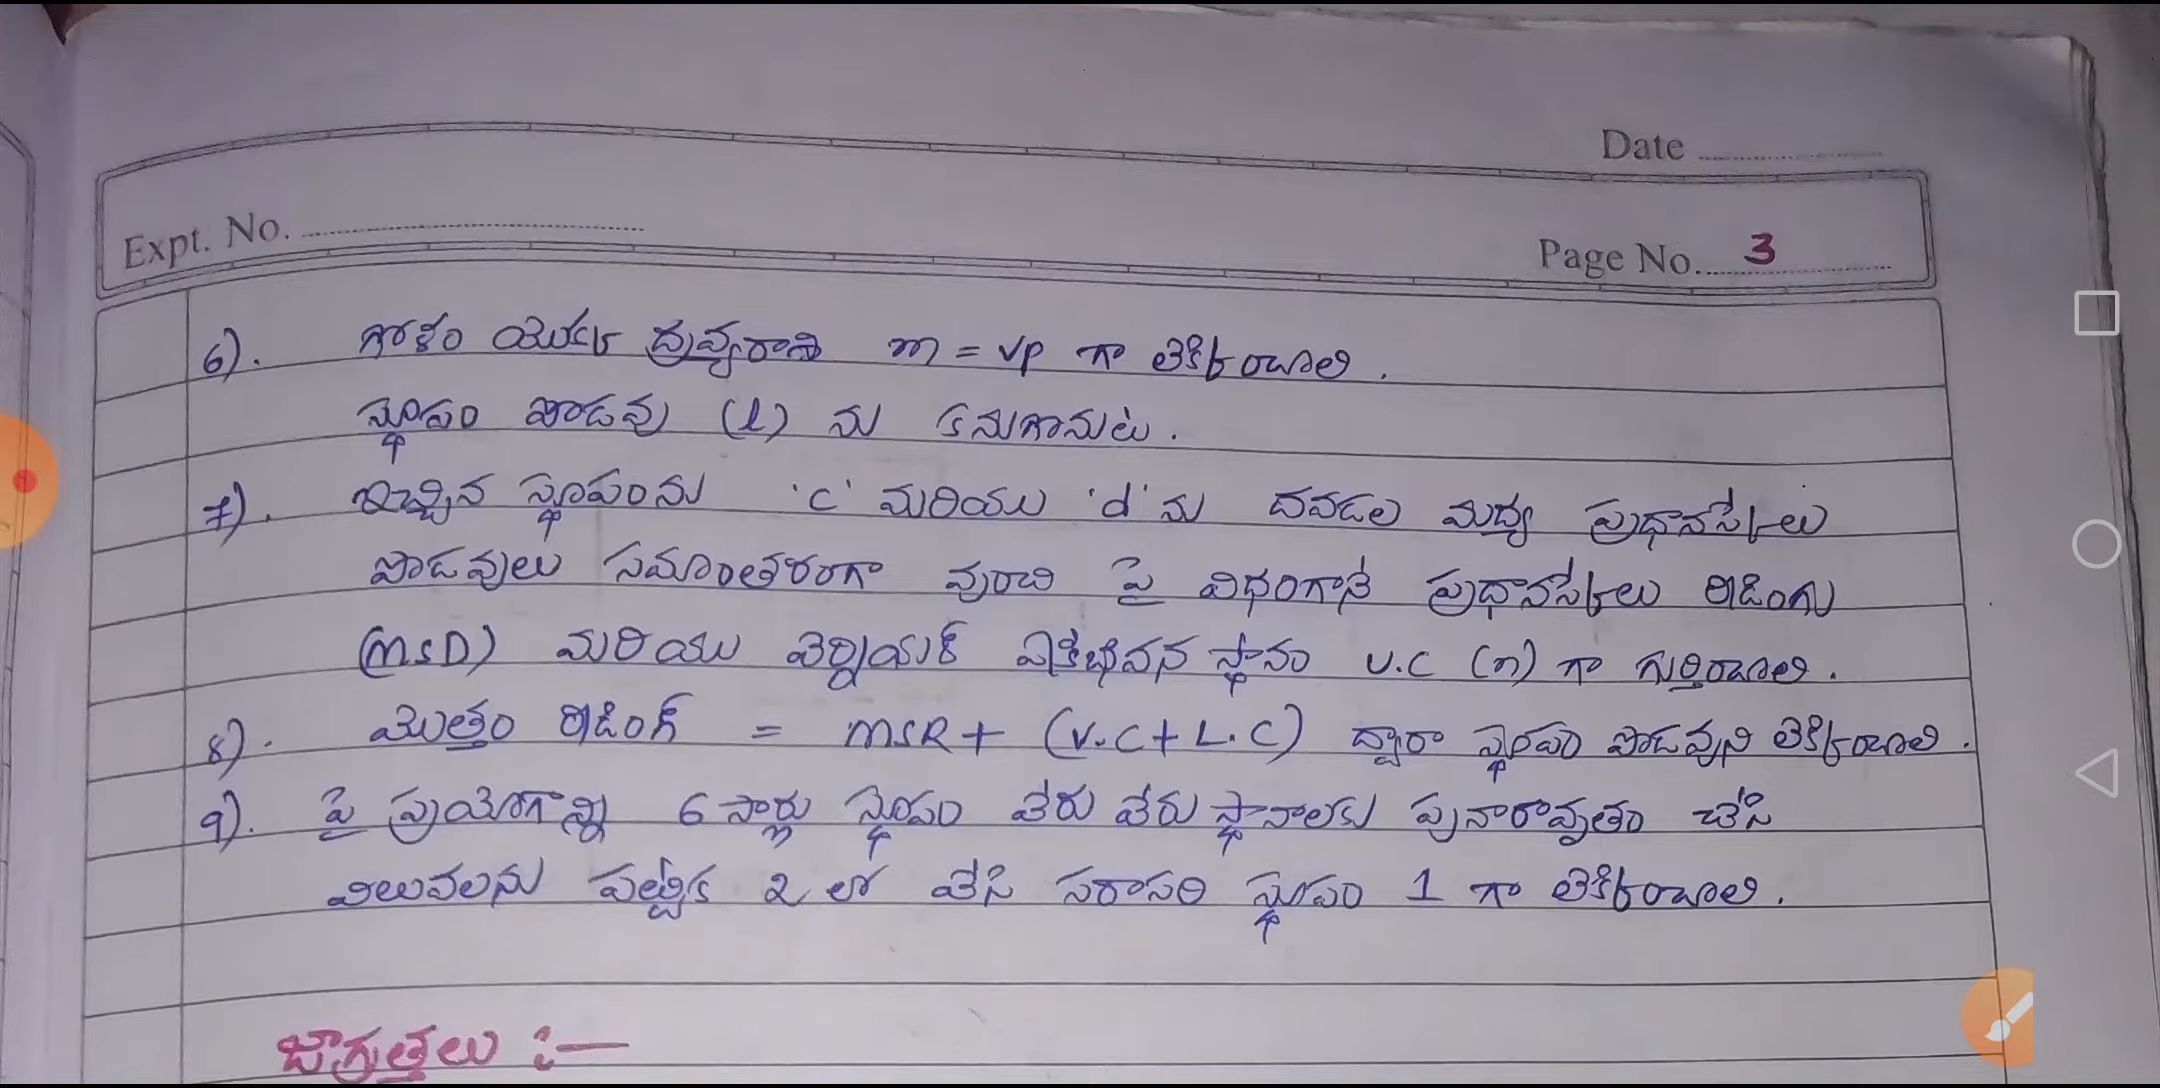 Date
Expt. No.
Page No. 3
6). గోళం యొక్క ద్రవ్యరాశి m = vρ గా లెక్కించాలి.
స్థూపం పొడవు (l) ను కనుగొనుట.
7). ఇచ్చిన స్థూపంను 'c' మరియు 'd' ను దవడల మధ్య ప్రధానస్కేలు
పొడవులు సమాంతరంగా వుంచి పై విధంగానే ప్రధానస్కేలు రీడింగు
(MSD) మరియు వెర్నియర్ ఏకీభవన స్థానం V.C (n) గా గుర్తించాలి.
8). మొత్తం రీడింగ్ = MSR + (V.C + L.C) ద్వారా స్థూపం పొడవుని లెక్కించాలి.
9). పై ప్రయోగాన్ని 6 సార్లు స్థూపం వేరు వేరు స్థానాలకు పునారావృతం చేసి
విలువలను పట్టిక 2 లో వేసి సరాసరి స్థూపం 1 గా లెక్కించాలి.
జాగ్రత్తలు :—